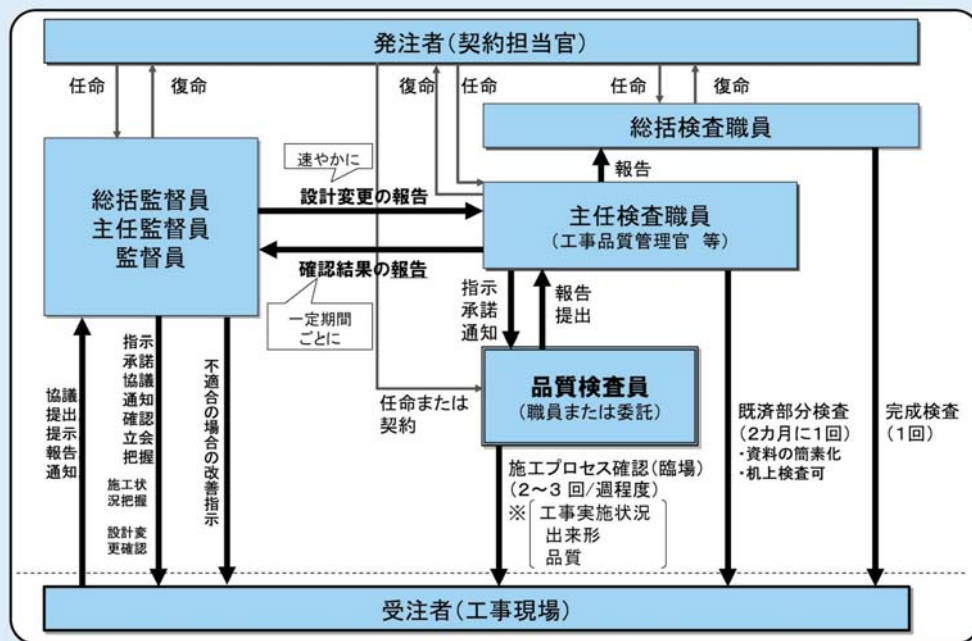 発注者(契約担当官)
任命
復命
復命
任命
任命
復命
総括検査職員
総括監督員
主任監督員
監督員
速やかに
設計変更の報告
確認結果の報告
一定期間
ごとに
報告
主任検査職員
(工事品質管理官 等)
指示
承諾
通知
報告
提出
品質検査員
(職員または委託)
任命または
契約
協議
提出
提示
報告
通知
指示
承諾
協議
通知
確認
立会
把握
施工状
況把握
設計変
更確認
不適合の場合の改善指示
施工プロセス確認(臨場)
(2~3 回/週程度)
※ 工事実施状況
出来形
品質
既済部分検査
(2カ月に1回)
・資料の簡素化
・机上検査可
完成検査
(1回)
受注者(工事現場)